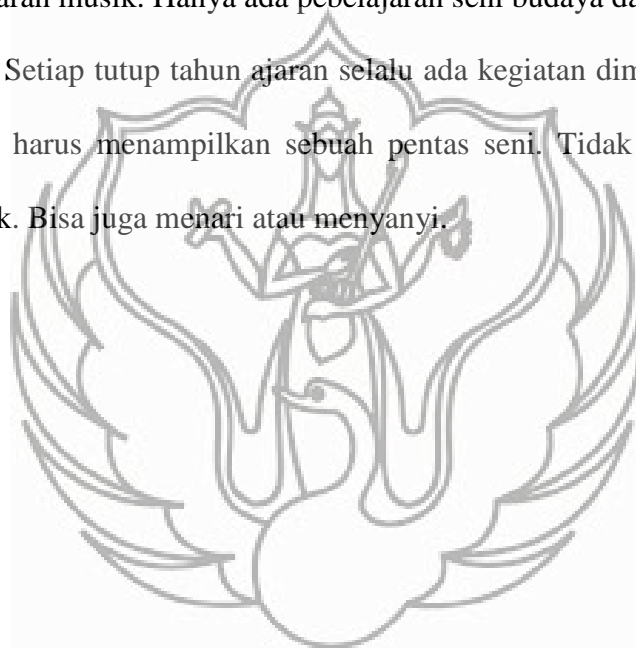 aran musik. Hanya ada pebelajaran seni budaya da
Setiap tutup tahun ajaran selalu ada kegiatan dim
harus menampilkan sebuah pentas seni. Tidak
k. Bisa juga menari atau menyanyi.